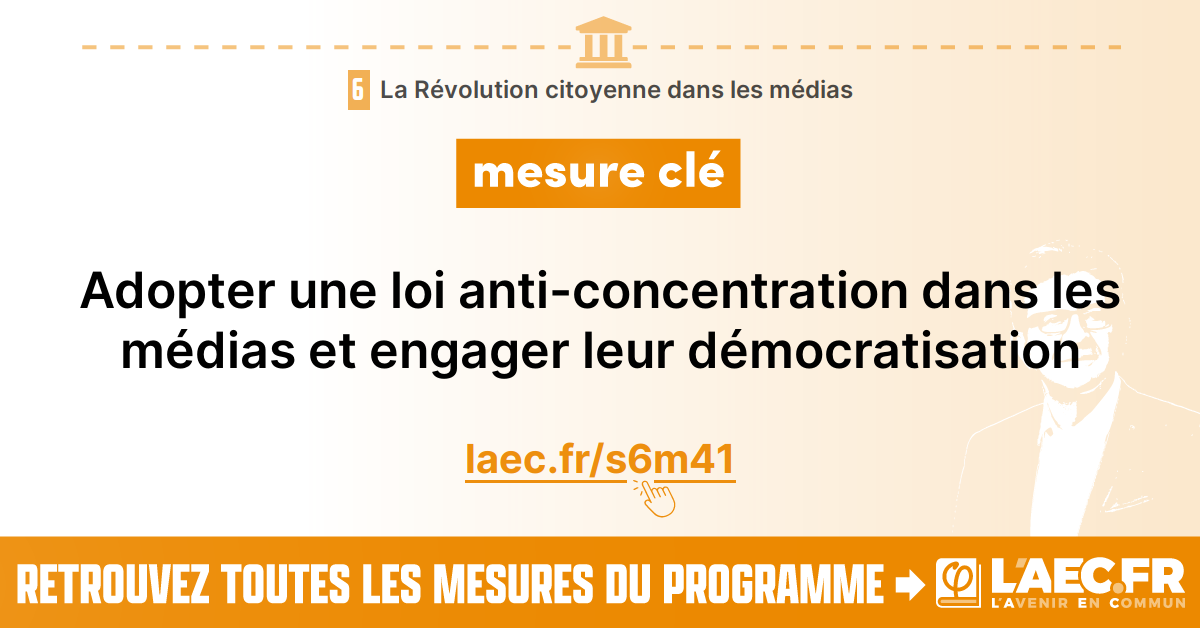 6 La Révolution citoyenne dans les médias
mesure clé
Adopter une loi anti-concentration dans les
médias et engager leur démocratisation
laec.fr/s6m41
RETROUVEZ TOUTES LES MESURES DU PROGRAMME
φ L'AEC.FR
L'AVENIR EN COMMUN